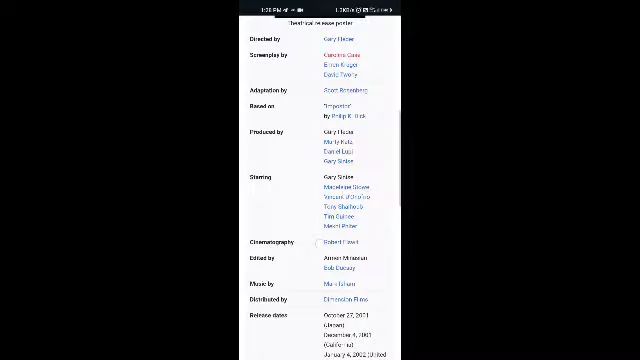 1:28
Theatrical release poster
Directed by Gary Fleder
Screenplay by Caroline Case
Ehren Kruger
David Twohy
Adaptation by Scott Rosenberg
Based on "Impostor"
by Philip K. Dick
Produced by Gary Fleder
Marty Katz
Daniel Lupi
Gary Sinise
Starring Gary Sinise
Madeleine Stowe
Vincent D'Onofrio
Tony Shalhoub
Tim Guinee
Mekhi Phifer
Cinematography Robert Elswit
Edited by Armen Minasian
Bob Ducsay
Music by Mark Isham
Distributed by Dimension Films
Release dates October 27, 2001
(Japan)
December 4, 2001
(California)
January 4, 2002 (United